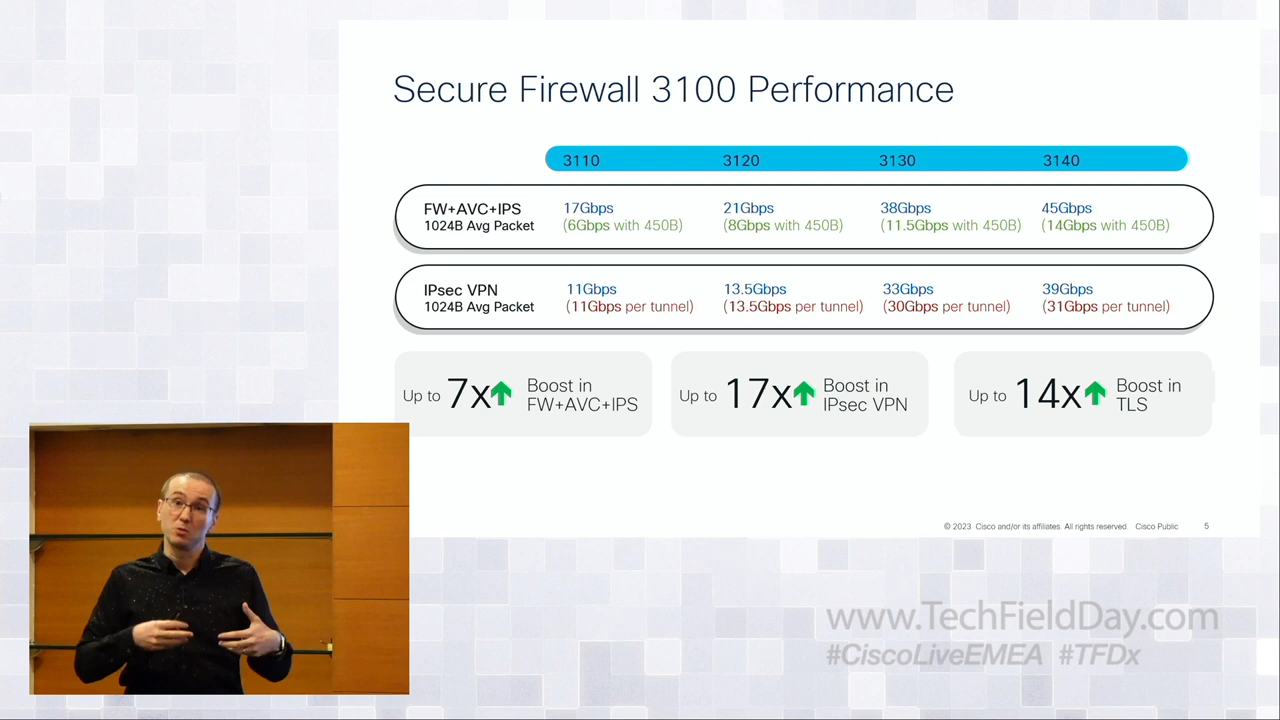 Secure Firewall 3100 Performance
3110 3120 3130 3140
FW+AVC+IPS 17Gbps 21Gbps 38Gbps 45Gbps
1024B Avg Packet (6Gbps with 450B) (8Gbps with 450B) (11.5Gbps with 450B) (14Gbps with 450B)
IPsec VPN 11Gbps 13.5Gbps 33Gbps 39Gbps
1024B Avg Packet (11Gbps per tunnel) (13.5Gbps per tunnel) (30Gbps per tunnel) (31Gbps per tunnel)
Up to 7x Boost in
FW+AVC+IPS
Up to 17x Boost in
IPsec VPN
Up to 14x Boost in
TLS
© 2023 Cisco and/or its affiliates. All rights reserved. Cisco Public 5
www.TechFieldDay.com
#CiscoLiveEMEA #TFDx